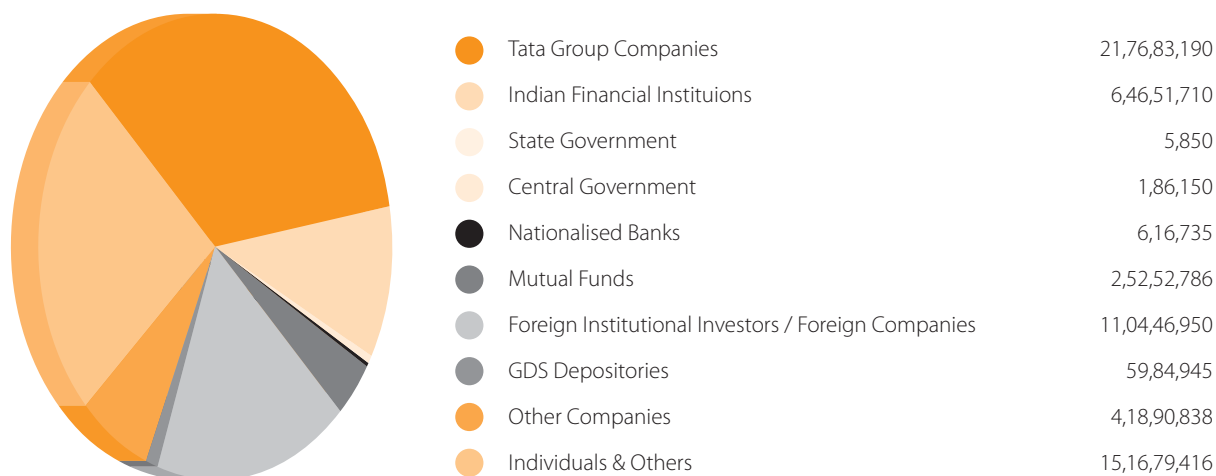 Tata Group Companies 21,76,83,190
Indian Financial Instituions 6,46,51,710
State Government 5,850
Central Government 1,86,150
Nationalised Banks 6,16,735
Mutual Funds 2,52,52,786
Foreign Institutional Investors / Foreign Companies 11,04,46,950
GDS Depositories 59,84,945
Other Companies 4,18,90,838
Individuals & Others 15,16,79,416